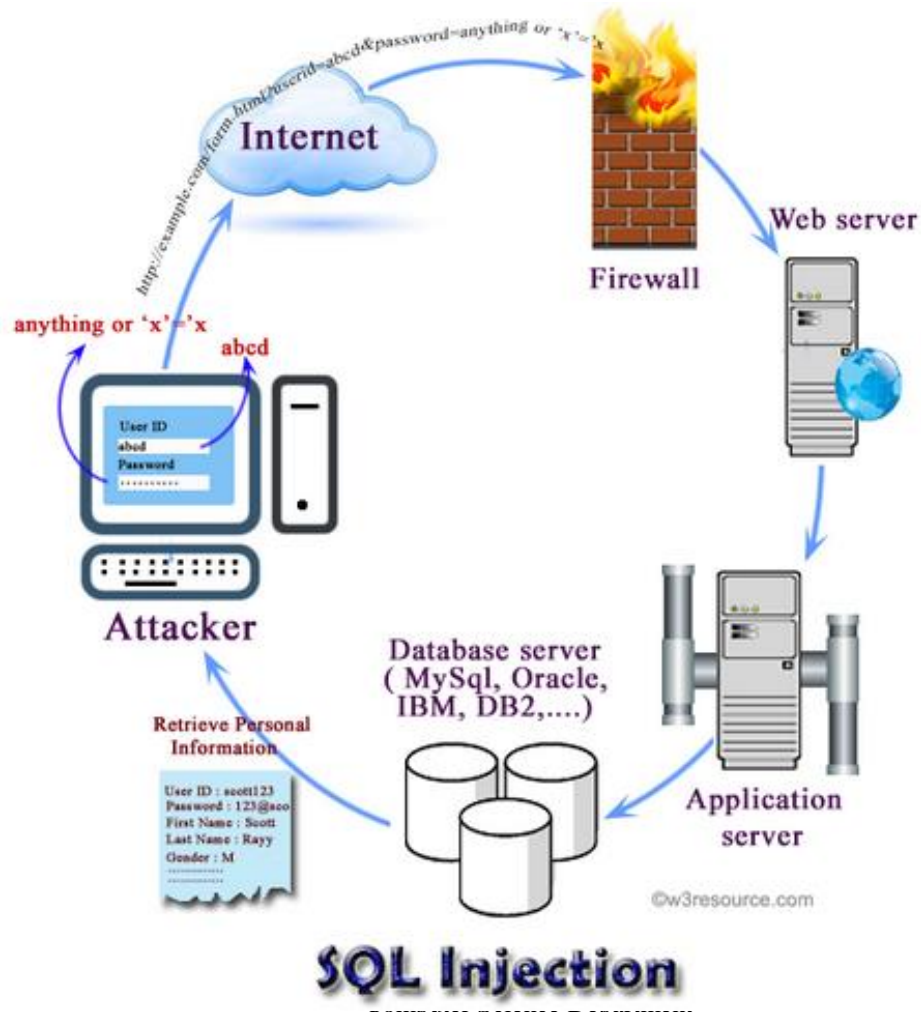 http://example.com/form.html/userid=abcd&password=anything or ‘x’=’x
Internet
Firewall
Web server
anything or ‘x’=’x
abcd
User ID
abcd
Password
..........
Attacker
Database server
( MySql, Oracle,
IBM, DB2,....)
Application
server
Retrieve Personal
Information
User ID : scott123
Password : 123@sco
First Name : Scott
Last Name : Rayy
Gender : M
............
............
©w3resource.com
SQL Injection